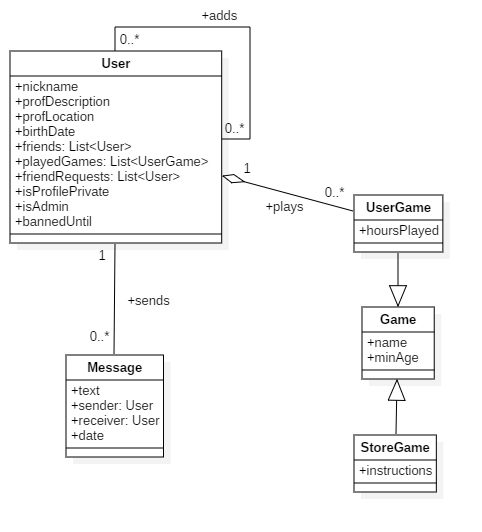 +adds
0..*
User
+nickname
+profDescription
+profLocation
+birthDate
+friends: List<User>
+playedGames: List<UserGame>
+friendRequests: List<User>
+isProfilePrivate
+isAdmin
+bannedUntil
0..*
1
0..*
+plays
UserGame
+hoursPlayed
1
+sends
0..*
Game
+name
+minAge
Message
+text
+sender: User
+receiver: User
+date
StoreGame
+instructions